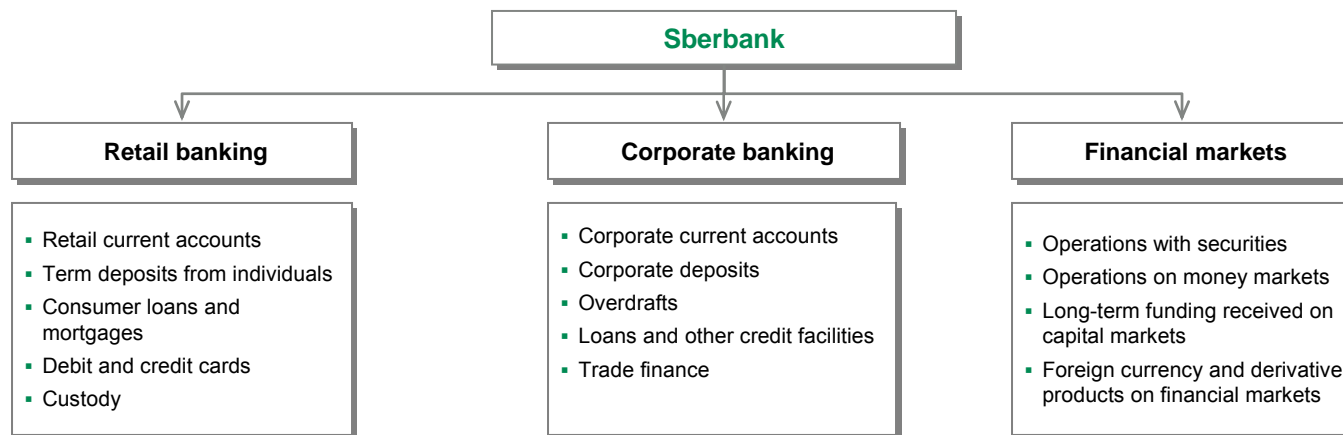 Sberbank
Retail banking
Corporate banking
Financial markets
▪ Retail current accounts
▪ Term deposits from individuals
▪ Consumer loans and
mortgages
▪ Debit and credit cards
▪ Custody
▪ Corporate current accounts
▪ Corporate deposits
▪ Overdrafts
▪ Loans and other credit facilities
▪ Trade finance
▪ Operations with securities
▪ Operations on money markets
▪ Long-term funding received on
capital markets
▪ Foreign currency and derivative
products on financial markets